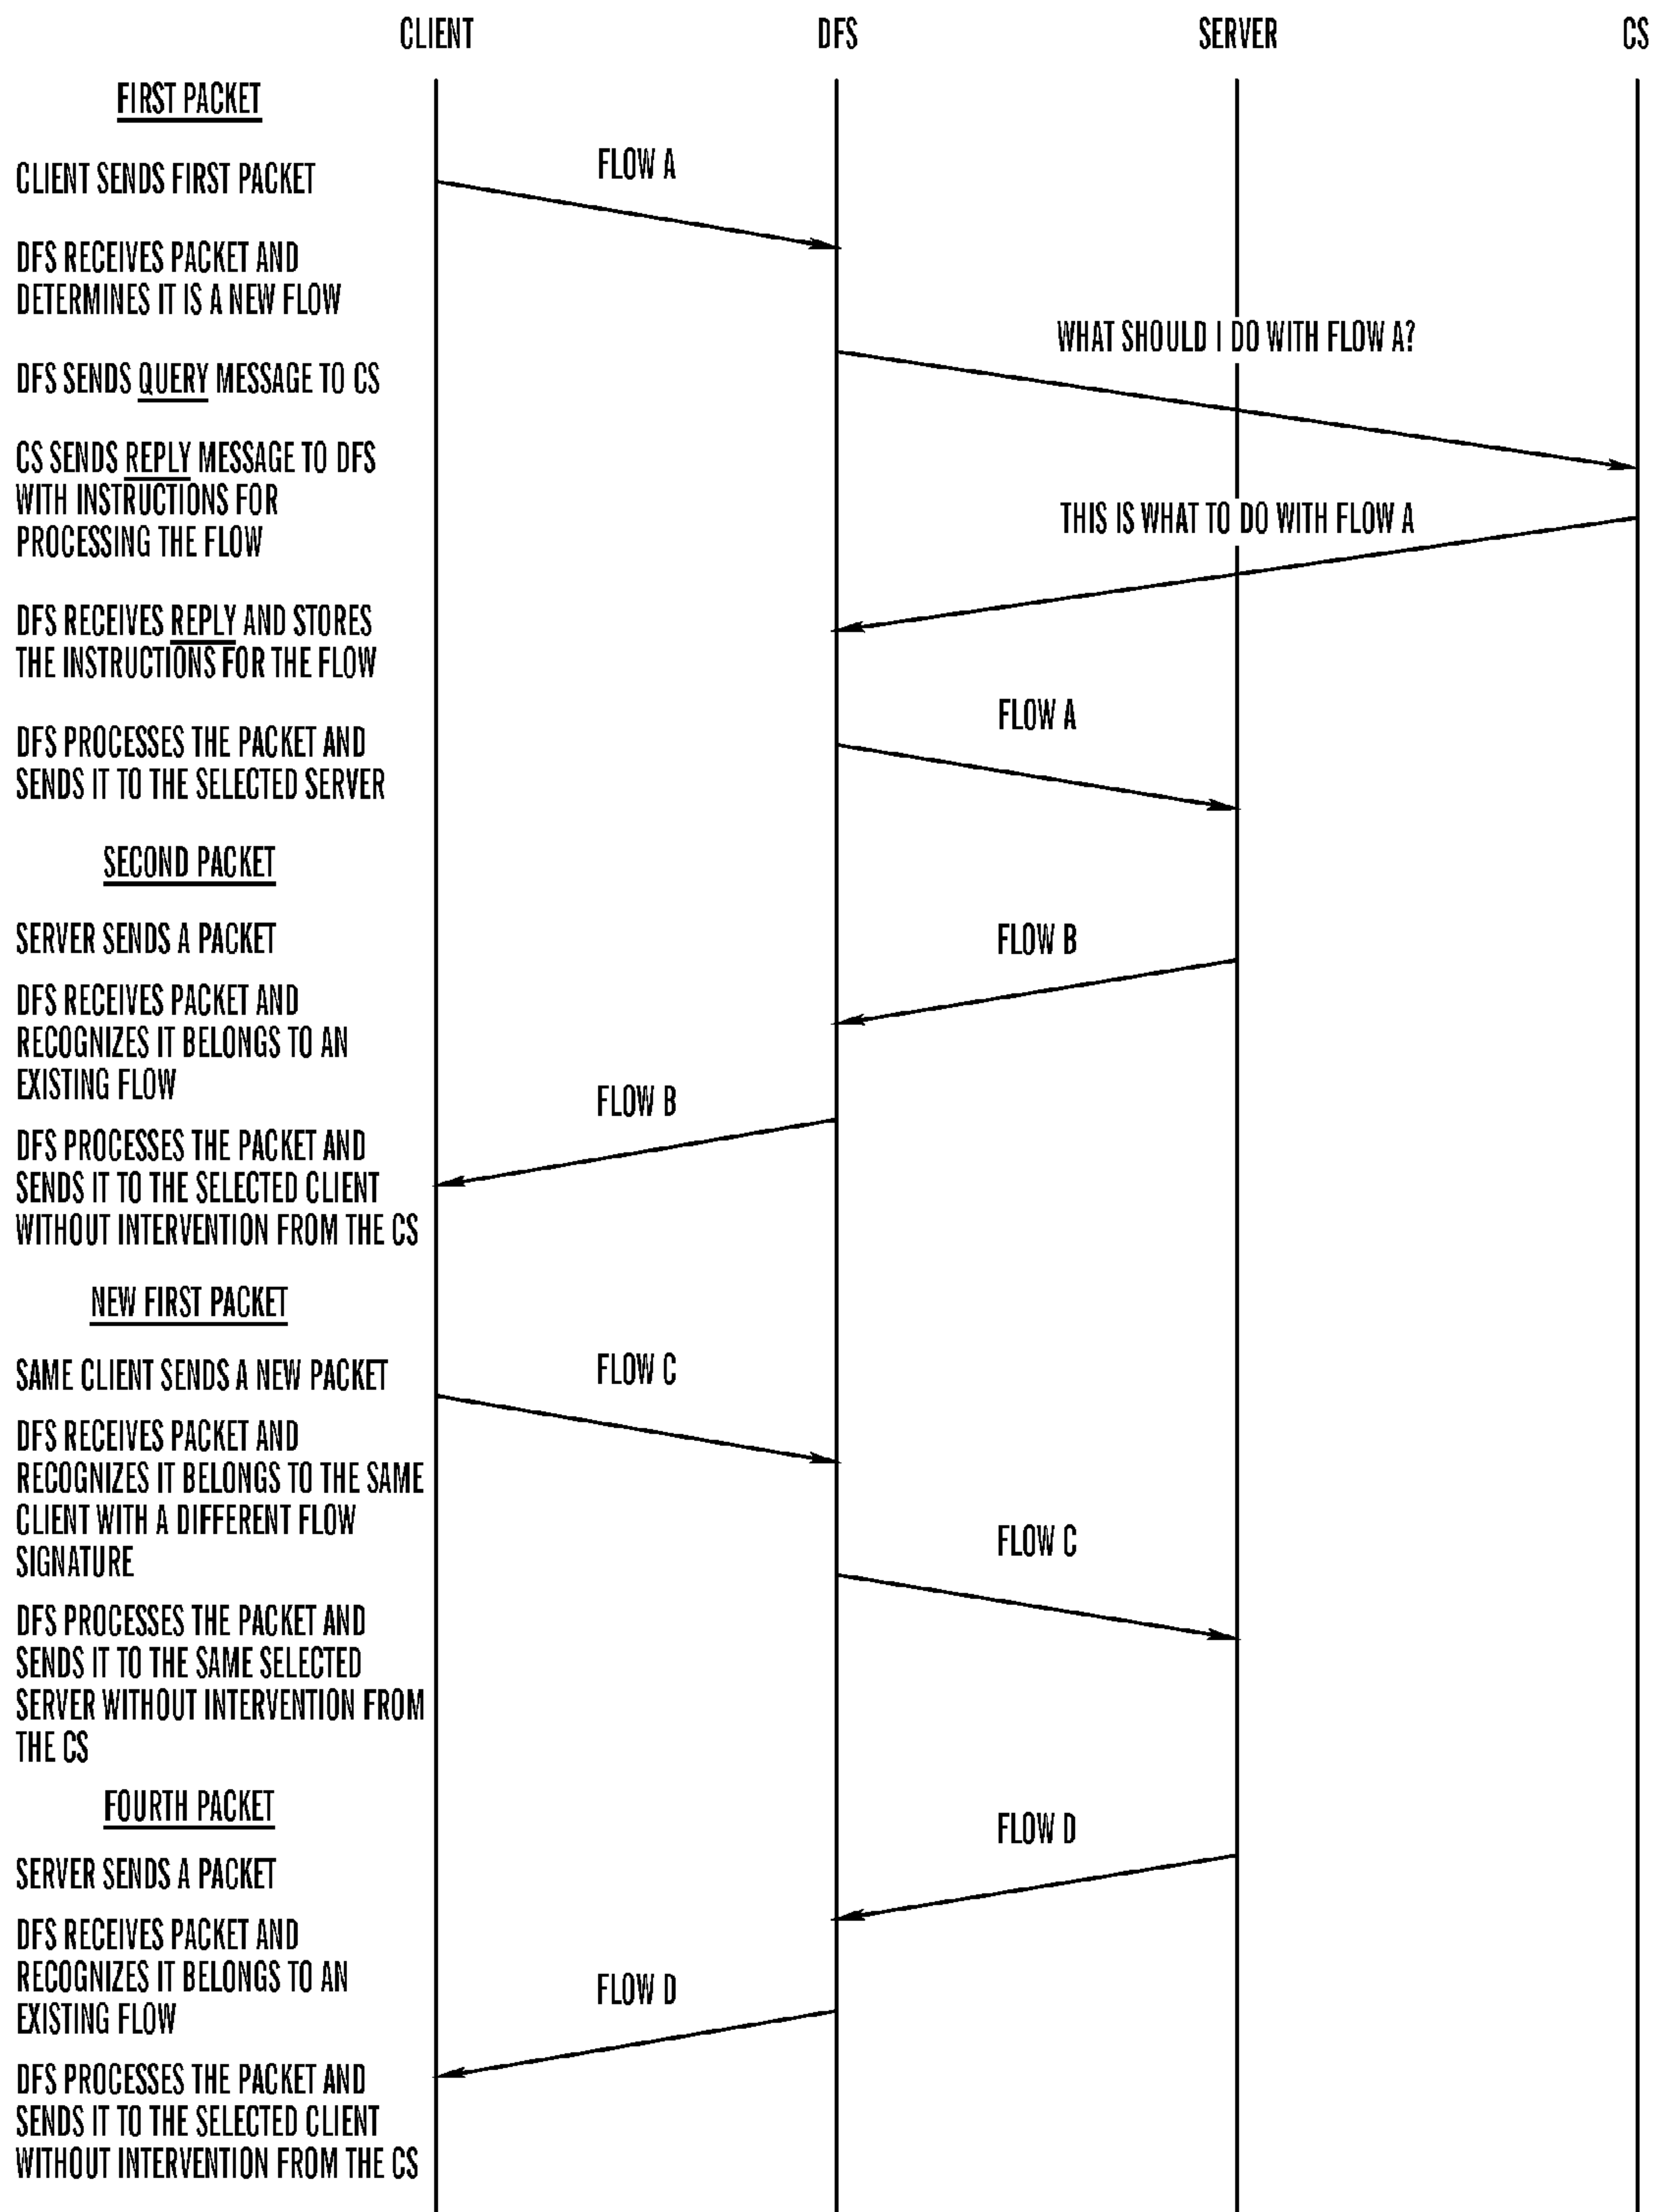 CLIENT DFS SERVER CS
FIRST PACKET
CLIENT SENDS FIRST PACKET
FLOW A
DFS RECEIVES PACKET AND
DETERMINES IT IS A NEW FLOW
WHAT SHOULD I DO WITH FLOW A?
DFS SENDS QUERY MESSAGE TO CS
CS SENDS REPLY MESSAGE TO DFS
WITH INSTRUCTIONS FOR
PROCESSING THE FLOW
THIS IS WHAT TO DO WITH FLOW A
DFS RECEIVES REPLY AND STORES
THE INSTRUCTIONS FOR THE FLOW
FLOW A
DFS PROCESSES THE PACKET AND
SENDS IT TO THE SELECTED SERVER
SECOND PACKET
SERVER SENDS A PACKET
FLOW B
DFS RECEIVES PACKET AND
RECOGNIZES IT BELONGS TO AN
EXISTING FLOW
FLOW B
DFS PROCESSES THE PACKET AND
SENDS IT TO THE SELECTED CLIENT
WITHOUT INTERVENTION FROM THE CS
NEW FIRST PACKET
SAME CLIENT SENDS A NEW PACKET
FLOW C
DFS RECEIVES PACKET AND
RECOGNIZES IT BELONGS TO THE SAME
CLIENT WITH A DIFFERENT FLOW
SIGNATURE
FLOW C
DFS PROCESSES THE PACKET AND
SENDS IT TO THE SAME SELECTED
SERVER WITHOUT INTERVENTION FROM
THE CS
FOURTH PACKET
FLOW D
SERVER SENDS A PACKET
DFS RECEIVES PACKET AND
RECOGNIZES IT BELONGS TO AN
EXISTING FLOW
FLOW D
DFS PROCESSES THE PACKET AND
SENDS IT TO THE SELECTED CLIENT
WITHOUT INTERVENTION FROM THE CS